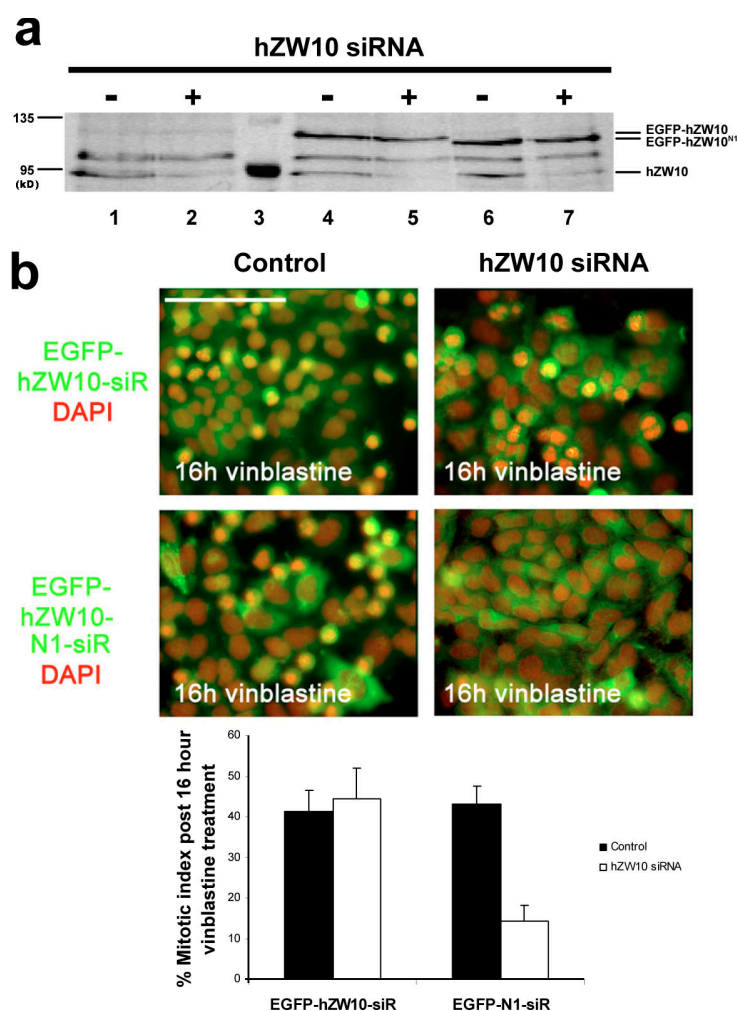 a
hZW10 siRNA
- + - + - +
135
95
(kD)
EGFP-hZW10
EGFP-hZW10N1
hZW10
1 2 3 4 5 6 7
b
Control hZW10 siRNA
EGFP-
hZW10-siR
DAPI
16h vinblastine 16h vinblastine
EGFP-
hZW10-
N1-siR
DAPI
16h vinblastine 16h vinblastine
% Mitotic index post 16 hour
vinblastine treatment
60
50
40
30
20
10
0
Control
hZW10 siRNA
EGFP-hZW10-siR EGFP-N1-siR